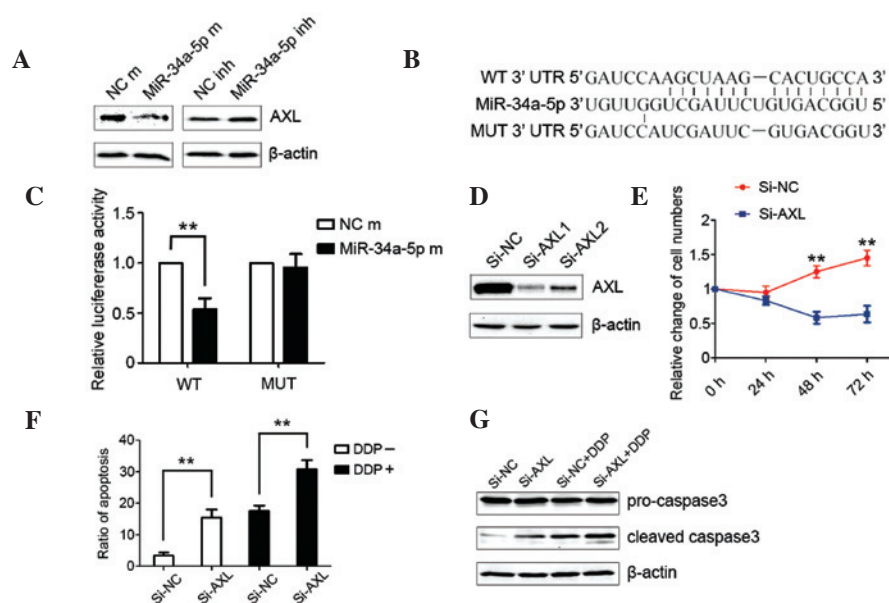 A
NC m
MiR-34a-5p m
NC inh
MiR-34a-5p inh
AXL
β-actin
B
WT 3' UTR 5'GAUCCAAGCUAAG—CACUGCCA 3'
MiR-34a-5p 3'UGUUGGUCGAUUCUGUGACGGU 5'
MUT 3' UTR 5'GAUCCAUCGAUUC—GUGACGGU3'
C
Relative lucifererase activity
1.5
1.0
0.5
0
**
NC m
MiR-34a-5p m
WT
MUT
D
Si-NC
Si-AXL1
Si-AXL2
AXL
β-actin
E
Si-NC
Si-AXL
Relative change of cell numbers
2
1.5
1
0.5
0
**
**
0 h
24 h
48 h
72 h
F
Ratio of apoptosis
40
30
20
10
0
**
**
DDP –
DDP +
Si-NC
Si-AXL
Si-NC
Si-AXL
G
Si-NC
Si-AXL
Si-NC+DDP
Si-AXL+DDP
pro-caspase3
cleaved caspase3
β-actin